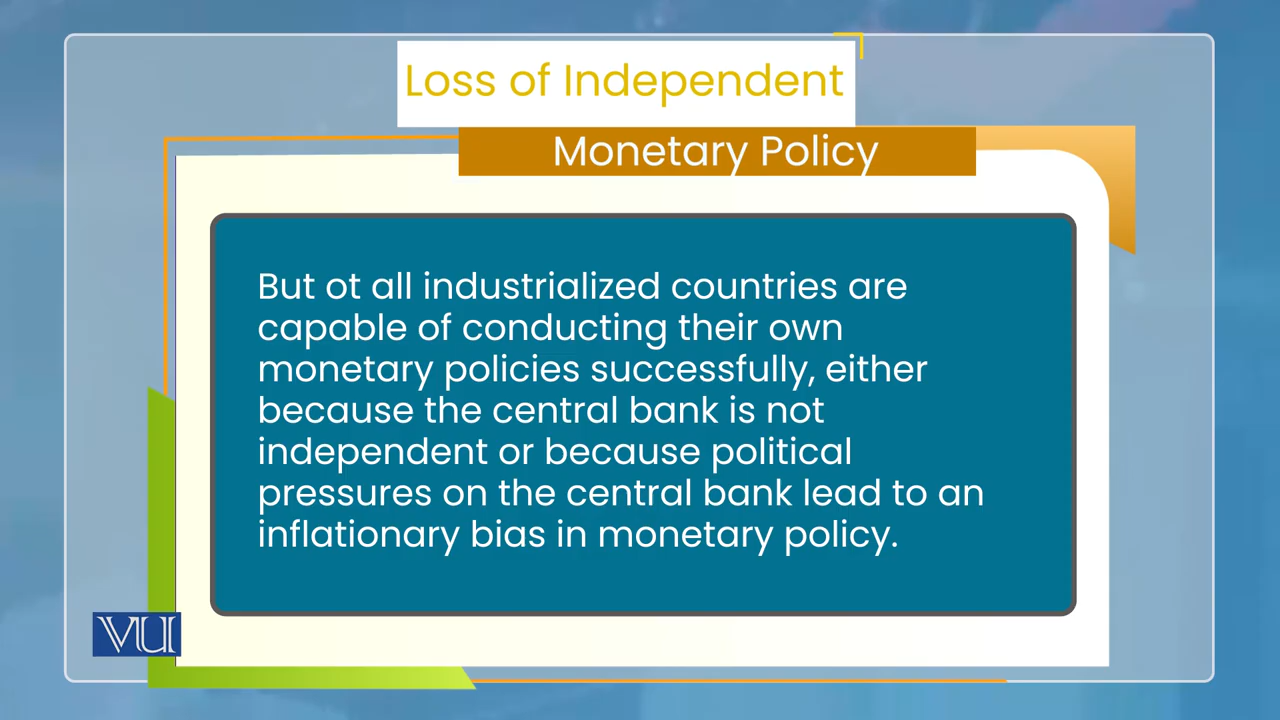 Loss of Independent
Monetary Policy
But ot all industrialized countries are
capable of conducting their own
monetary policies successfully, either
because the central bank is not
independent or because political
pressures on the central bank lead to an
inflationary bias in monetary policy.
VU